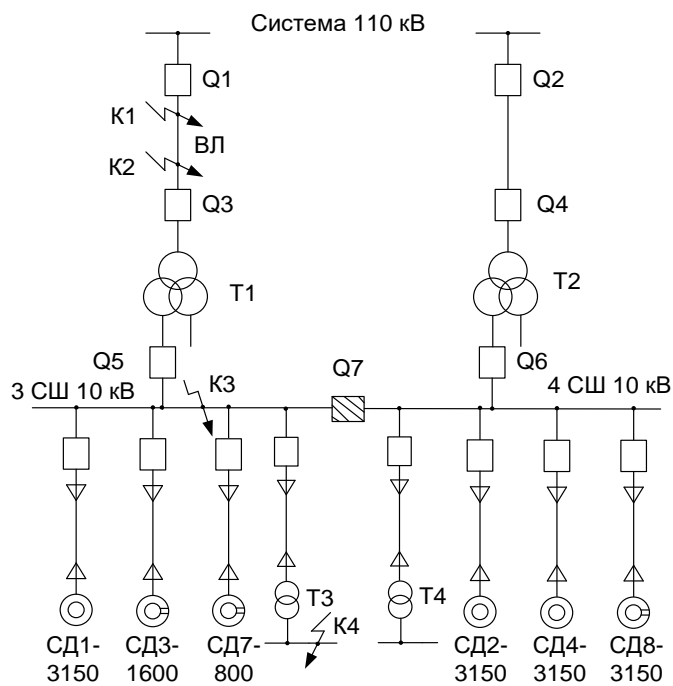 Система 110 кВ
Q1
Q2
К1
ВЛ
К2
Q3
Q4
Т1
Т2
Q5
Q6
К3
Q7
3 СШ 10 кВ
4 СШ 10 кВ
Т3
Т4
К4
СД1-
3150
СД3-
1600
СД7-
800
СД2-
3150
СД4-
3150
СД8-
3150